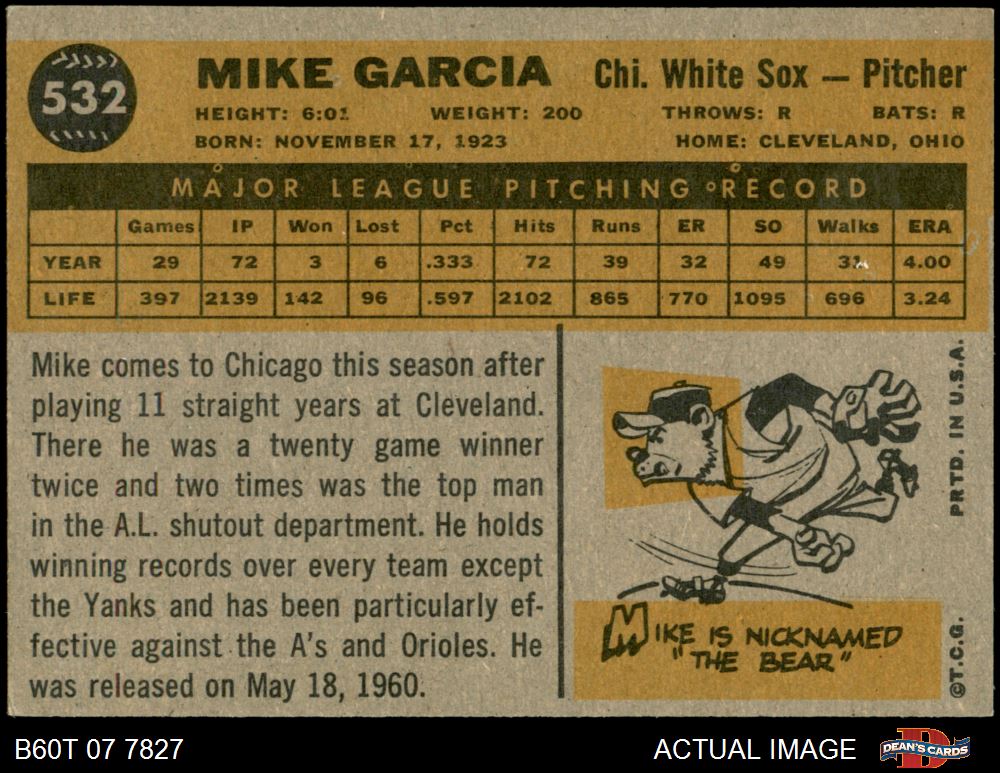 532
MIKE GARCIA Chi. White Sox — Pitcher
HEIGHT: 6:01 WEIGHT: 200 THROWS: R BATS: R
BORN: NOVEMBER 17, 1923 HOME: CLEVELAND, OHIO
MAJOR LEAGUE PITCHING RECORD
Games IP Won Lost Pct Hits Runs ER SO Walks ERA
YEAR 29 72 3 6 .333 72 39 32 49 4.00
LIFE 397 2139 142 96 .597 2102 865 770 1095 696 3.24
Mike comes to Chicago this season after
playing 11 straight years at Cleveland.
There he was a twenty game winner
twice and two times was the top man
in the A.L. shutout department. He holds
winning records over every team except
the Yanks and has been particularly ef-
fective against the A's and Orioles. He
was released on May 18, 1960.
MIKE IS NICKNAMED
"THE BEAR"
©T.C.G. PRTD. IN U.S.A.
B60T 07 7827 ACTUAL IMAGE DEAN'S CARDS